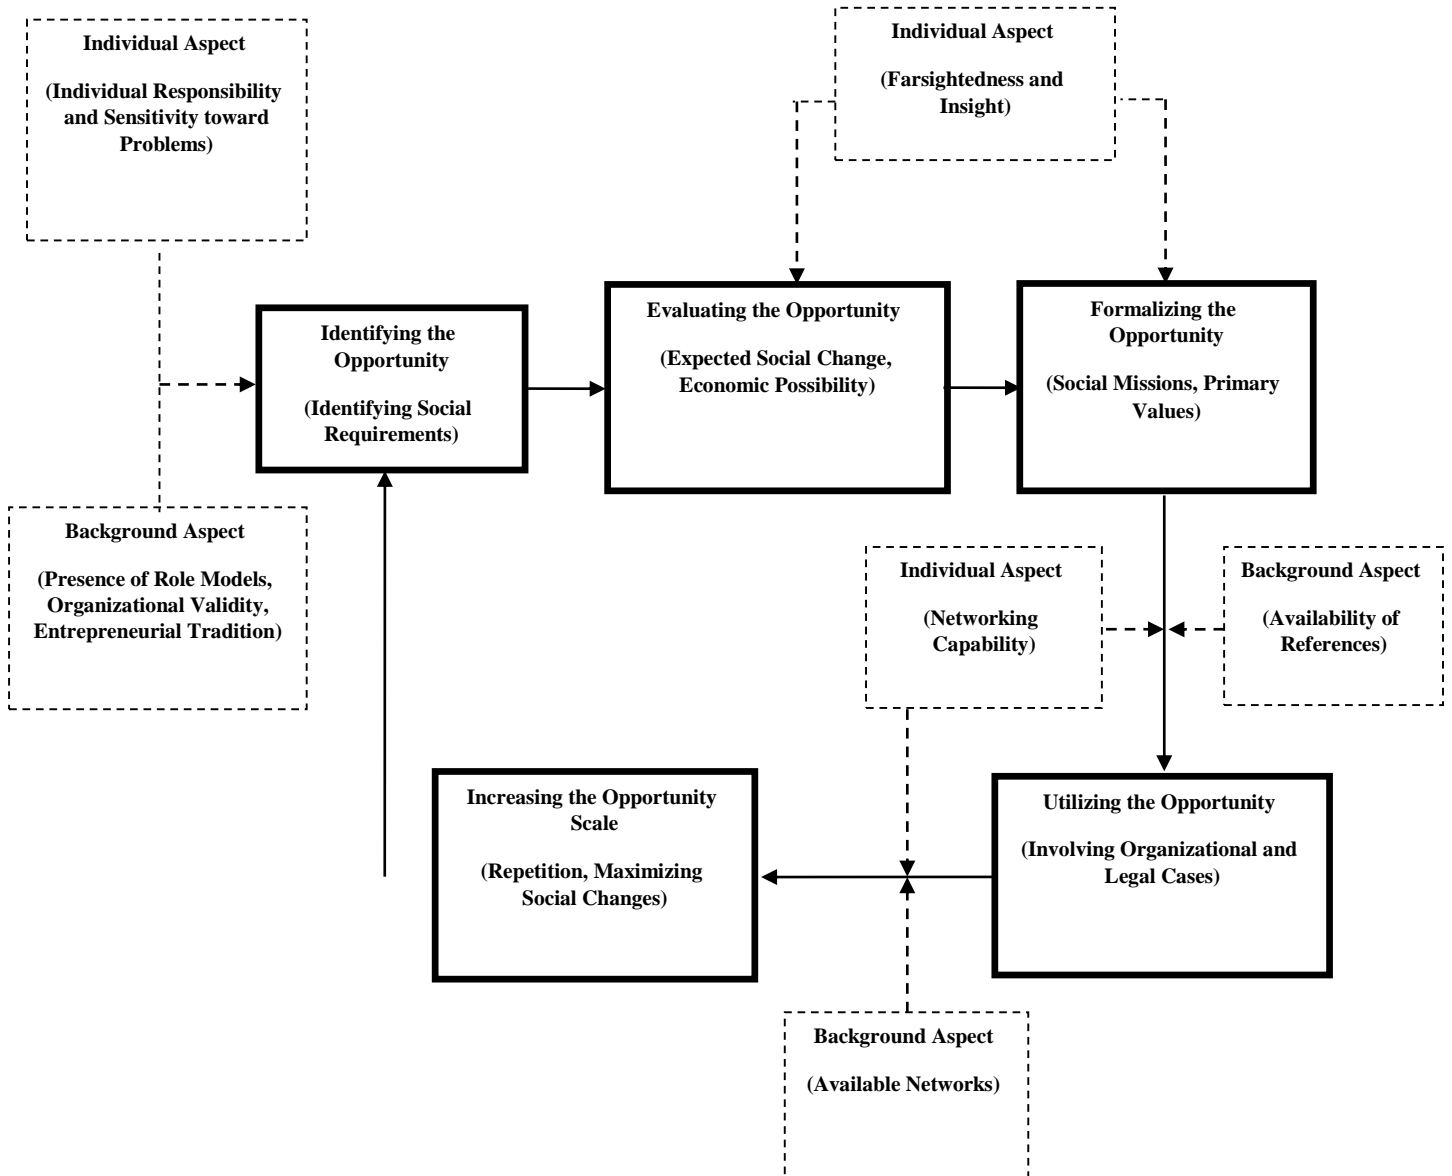 Individual Aspect
(Individual Responsibility
and Sensitivity toward
Problems)
Individual Aspect
(Farsightedness and
Insight)
Identifying the
Opportunity
(Identifying Social
Requirements)
Evaluating the Opportunity
(Expected Social Change,
Economic Possibility)
Formalizing the
Opportunity
(Social Missions, Primary
Values)
Background Aspect
(Presence of Role Models,
Organizational Validity,
Entrepreneurial Tradition)
Individual Aspect
(Networking
Capability)
Background Aspect
(Availability of
References)
Increasing the Opportunity
Scale
(Repetition, Maximizing
Social Changes)
Utilizing the Opportunity
(Involving Organizational and
Legal Cases)
Background Aspect
(Available Networks)